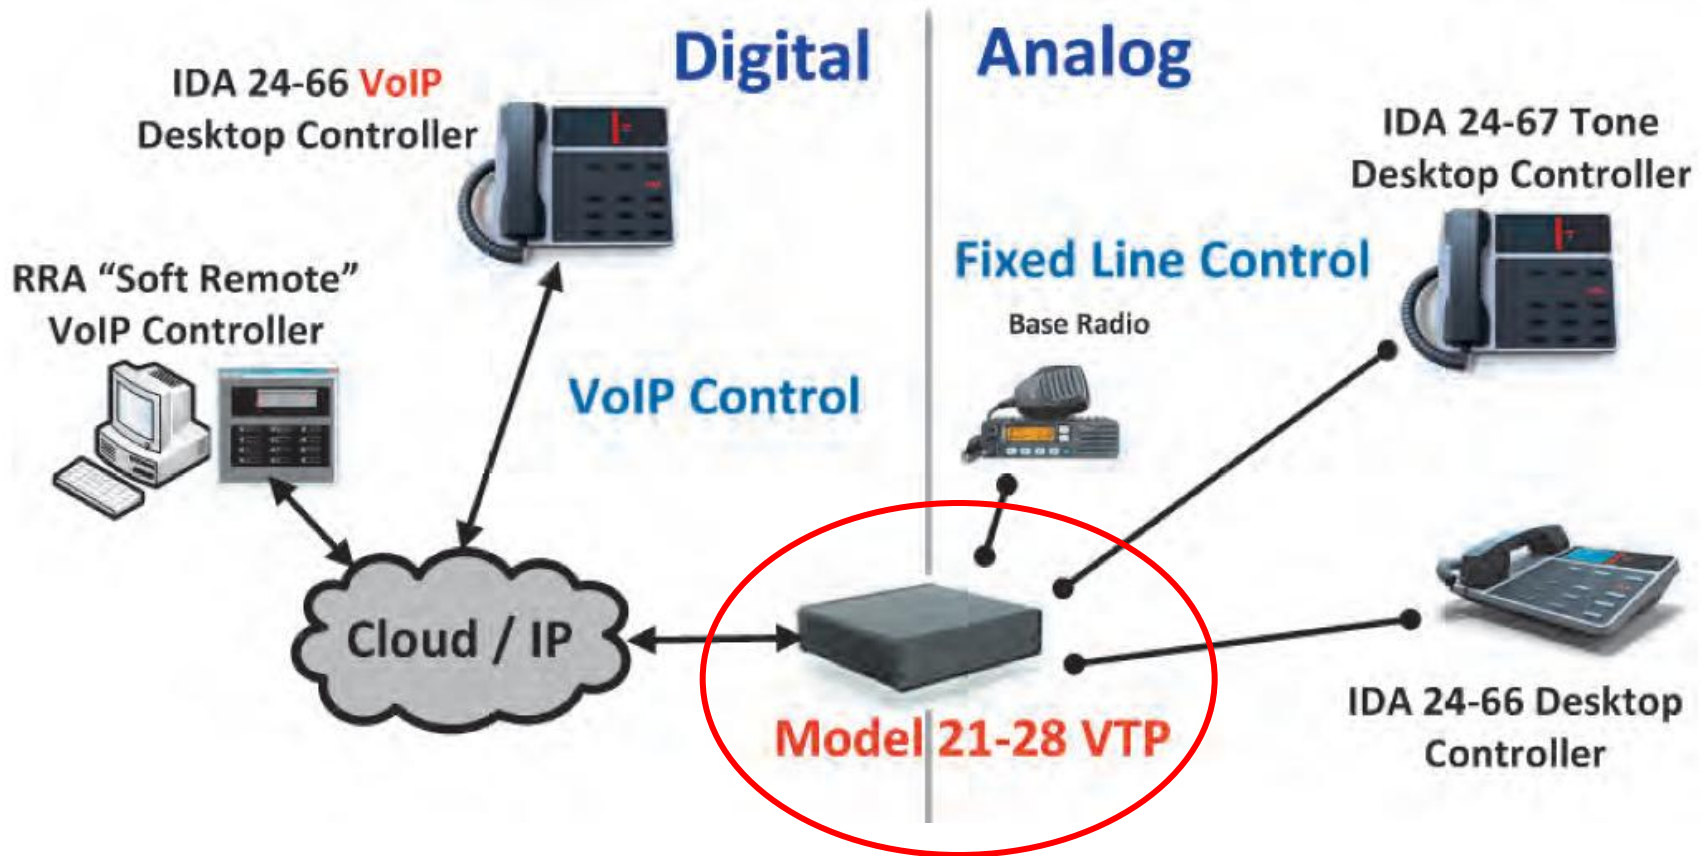 Digital
Analog
IDA 24-66 VoIP
Desktop Controller
RRA “Soft Remote”
VoIP Controller
VoIP Control
Cloud / IP
Fixed Line Control
Base Radio
IDA 24-67 Tone
Desktop Controller
IDA 24-66 Desktop
Controller
Model 21-28 VTP